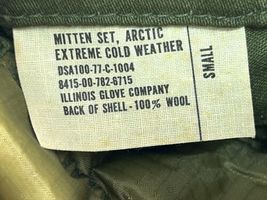 MITTEN SET, ARCTIC
EXTREME COLD WEATHER
DSA100-77-C-1004
8415-00-782-6715
ILLINOIS GLOVE COMPANY
BACK OF SHELL-100% WOOL
SMALL